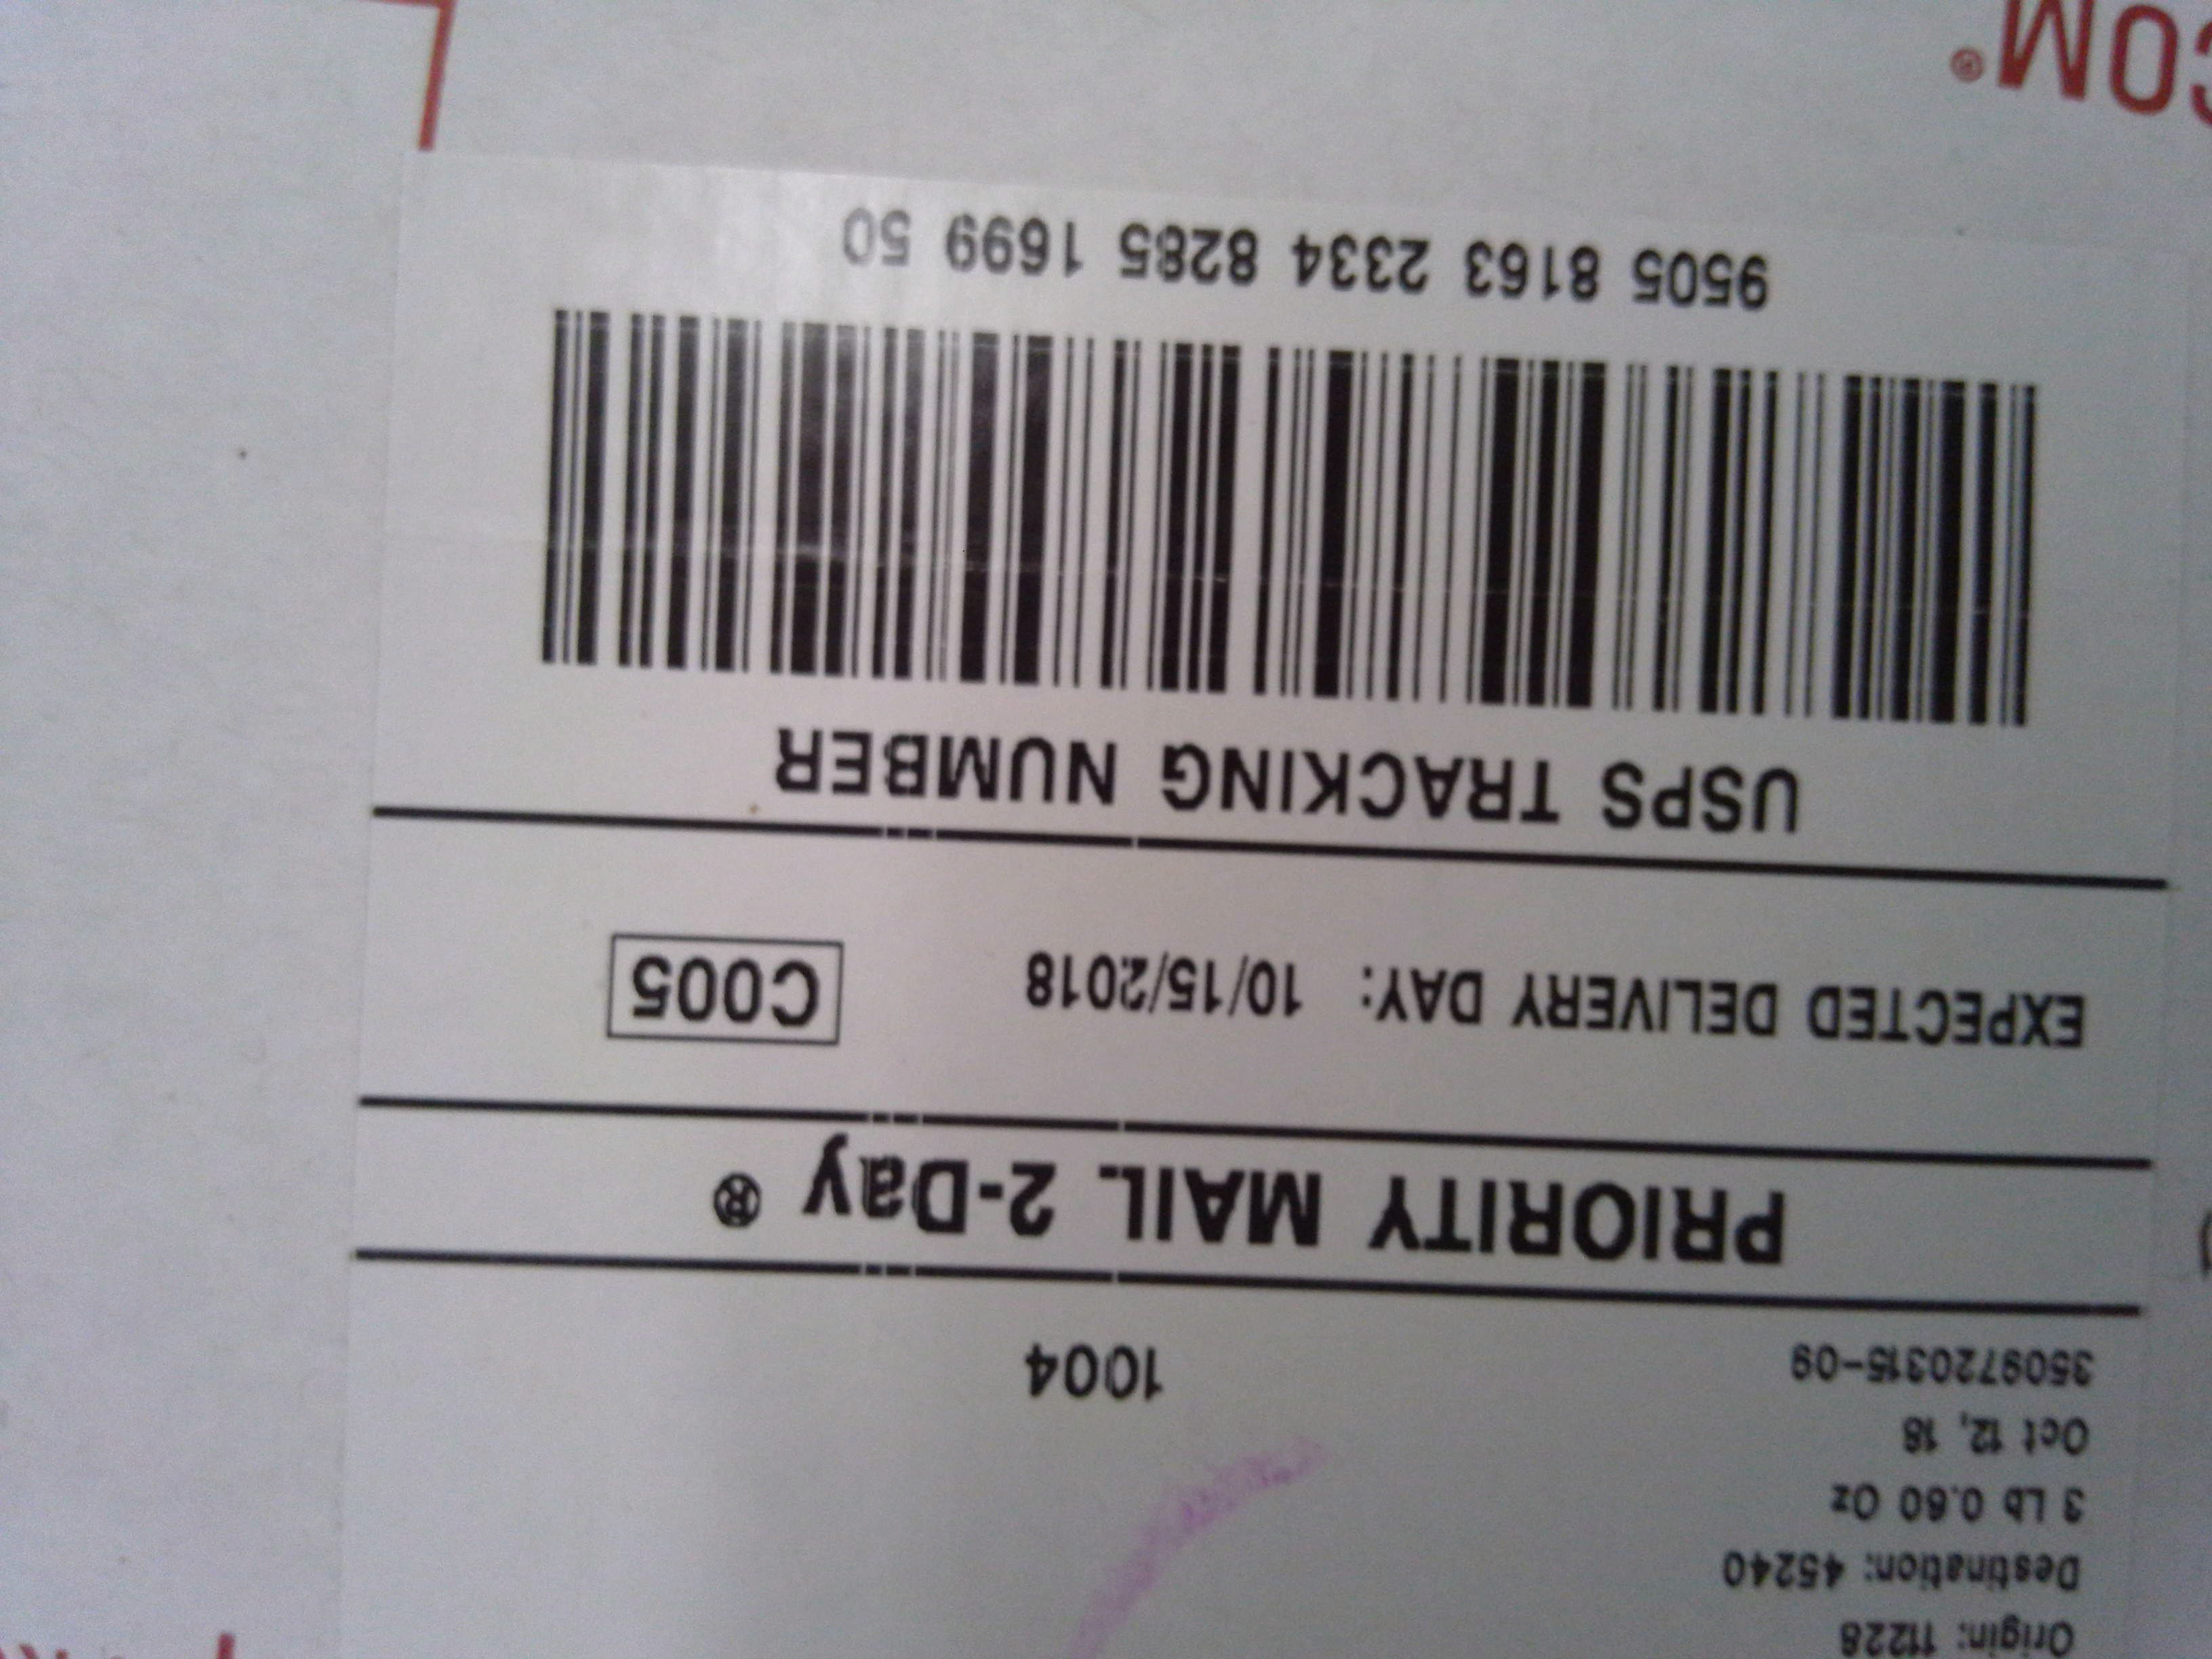 Origin: 11228
Destination: 45240
3 Lb 0.60 Oz
Oct 12, 18
3509720315-09
1004
PRIORITY MAIL 2-Day ®
EXPECTED DELIVERY DAY: 10/15/2018
C005
USPS TRACKING NUMBER
9505 8163 2334 8285 1699 50
COM®